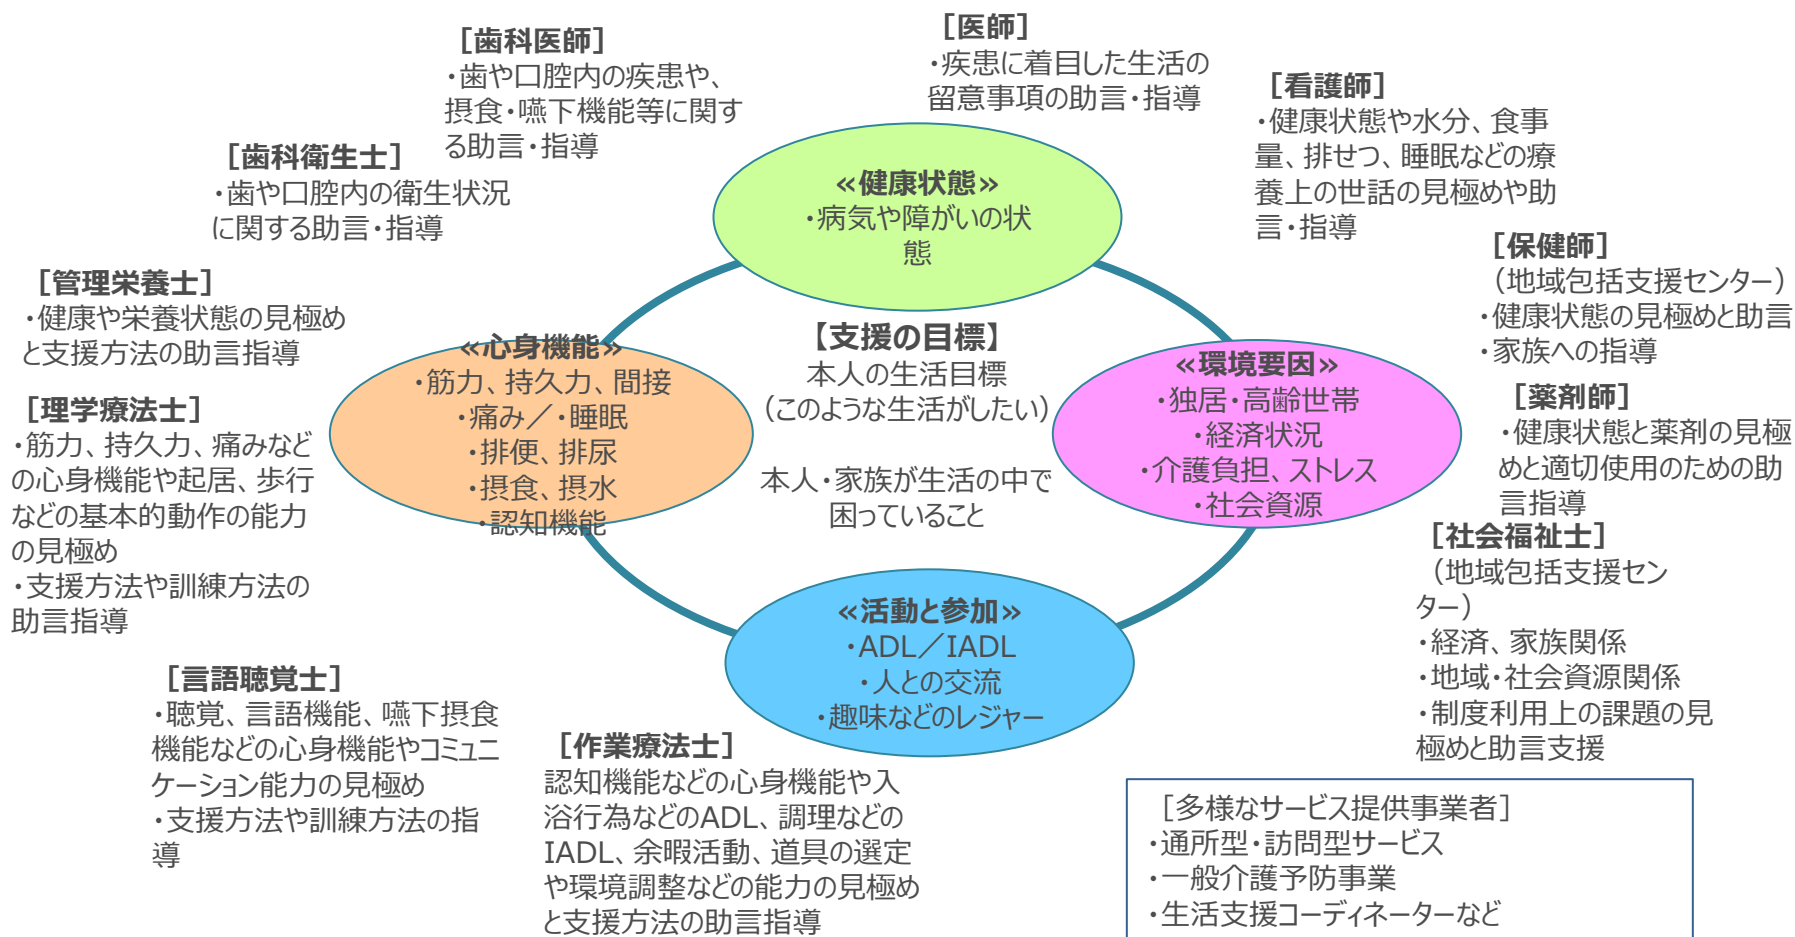 ［歯科医師］
・歯や口腔内の疾患や、
摂食・嚥下機能等に関す
る助言・指導
［医師］
・疾患に着目した生活の
留意事項の助言・指導
［看護師］
・健康状態や水分、食事
量、排せつ、睡眠などの療
養上の世話の見極めや助
言・指導
［歯科衛生士］
・歯や口腔内の衛生状況
に関する助言・指導
«健康状態»
・病気や障がいの状
態
［保健師］
（地域包括支援センター）
・健康状態の見極めと助言
・家族への指導
［管理栄養士］
・健康や栄養状態の見極め
と支援方法の助言指導
«心身機能»
・筋力、持久力、間接
・痛み／・睡眠
・排便、排尿
・摂食、摂水
・認知機能
【支援の目標】
本人の生活目標
（このような生活がしたい）
本人・家族が生活の中で
困っていること
«環境要因»
・独居・高齢世帯
・経済状況
・介護負担、ストレス
・社会資源
［薬剤師］
・健康状態と薬剤の見極
めと適切使用のための助
言指導
［理学療法士］
・筋力、持久力、痛みなど
の心身機能や起居、歩行
などの基本的動作の能力
の見極め
・支援方法や訓練方法の
助言指導
［社会福祉士］
（地域包括支援セン
ター）
・経済、家族関係
・地域・社会資源関係
・制度利用上の課題の見
極めと助言支援
«活動と参加»
・ADL／IADL
・人との交流
・趣味などのレジャー
［言語聴覚士］
・聴覚、言語機能、嚥下摂食
機能などの心身機能やコミュニ
ケーション能力の見極め
・支援方法や訓練方法の指
導
［作業療法士］
認知機能などの心身機能や入
浴行為などのADL、調理などの
IADL、余暇活動、道具の選定
や環境調整などの能力の見極め
と支援方法の助言指導
［多様なサービス提供事業者］
・通所型・訪問型サービス
・一般介護予防事業
・生活支援コーディネーターなど